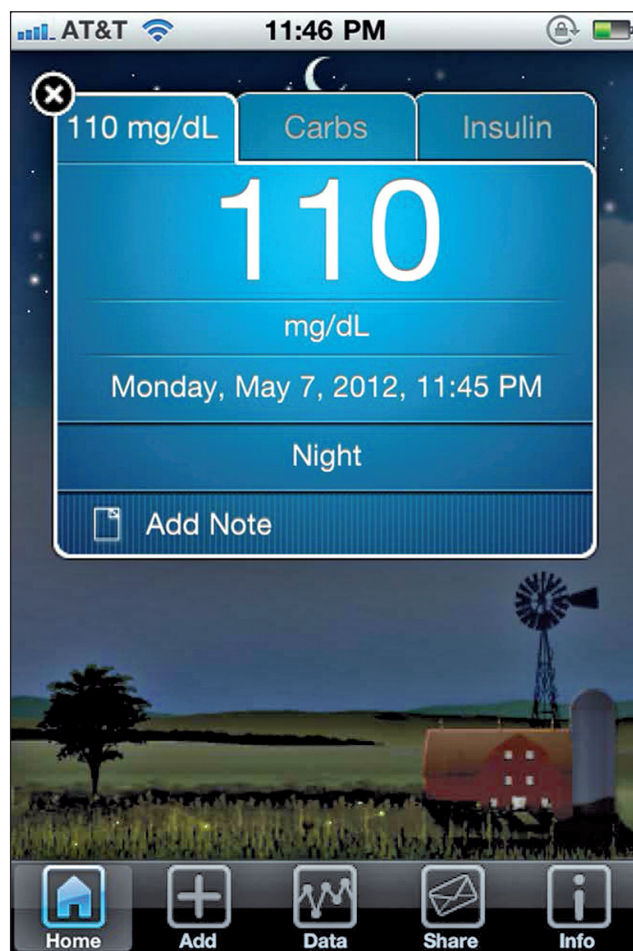 AT&T 11:46 PM
110 mg/dL Carbs Insulin
110
mg/dL
Monday, May 7, 2012, 11:45 PM
Night
Add Note
Home Add Data Share Info